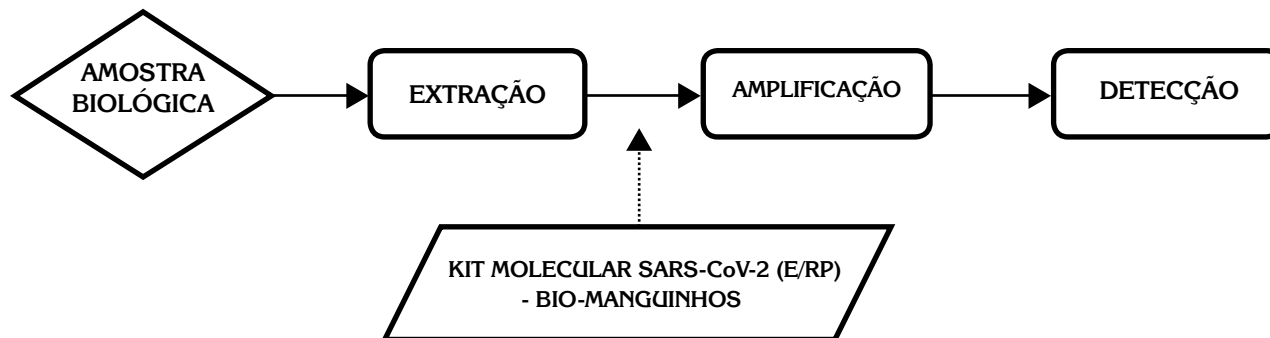 AMOSTRA
BIOLÓGICA
EXTRAÇÃO
AMPLIFICAÇÃO
DETECÇÃO
KIT MOLECULAR SARS-CoV-2 (E/RP)
- BIO-MANGUINHOS